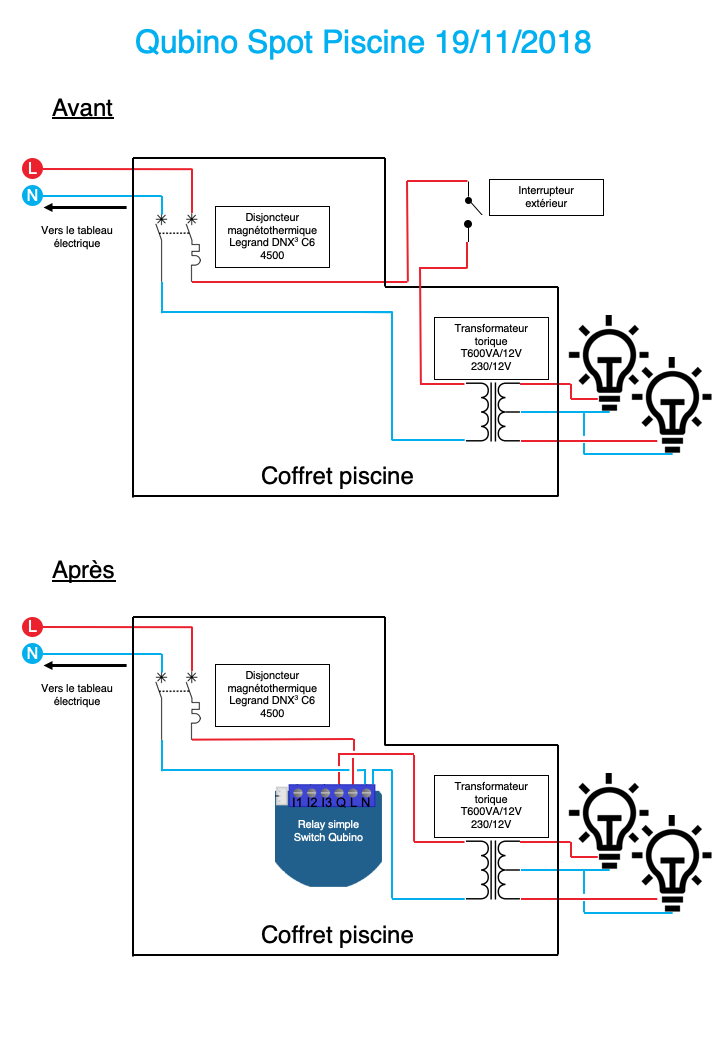 Qubino Spot Piscine 19/11/2018
Avant
L
N
Vers le tableau
électrique
Disjoncteur
magnétothermique
Legrand DNX³ C6
4500
Interrupteur
extérieur
Transformateur
torique
T600VA/12V
230/12V
Coffret piscine
Après
L
N
Vers le tableau
électrique
Disjoncteur
magnétothermique
Legrand DNX³ C6
4500
Transformateur
torique
T600VA/12V
230/12V
I1 I2 I3 Q L N
Relay simple
Switch Qubino
Coffret piscine